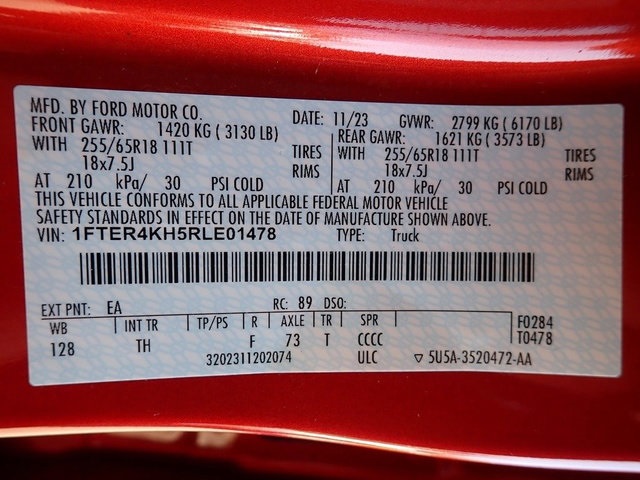 MFD. BY FORD MOTOR CO. DATE: 11/23 GVWR: 2799 KG ( 6170 LB)
FRONT GAWR: 1420 KG ( 3130 LB) REAR GAWR: 1621 KG ( 3573 LB)
WITH 255/65R18 111T TIRES WITH 255/65R18 111T TIRES
18x7.5J RIMS 18x7.5J RIMS
AT 210 kPa/ 30 PSI COLD AT 210 kPa/ 30 PSI COLD
THIS VEHICLE CONFORMS TO ALL APPLICABLE FEDERAL MOTOR VEHICLE
SAFETY STANDARDS IN EFFECT ON THE DATE OF MANUFACTURE SHOWN ABOVE.
VIN: 1FTER4KH5RLE01478 TYPE: Truck
EXT PNT: EA RC: 89 DSO:
WB INT TR TP/PS R AXLE TR SPR F0284
128 TH F 73 T CCCC T0478
3202311202074 ULC ▽ 5U5A-3520472-AA